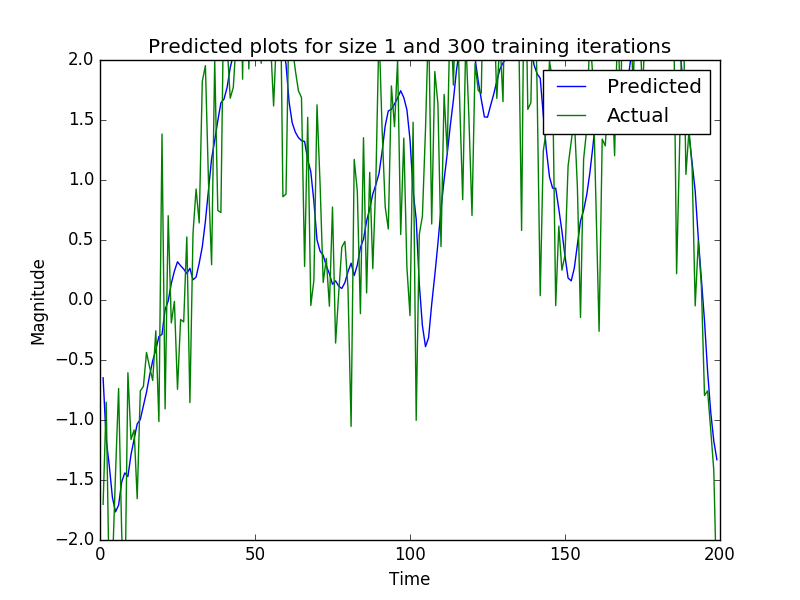 Predicted plots for size 1 and 300 training iterations
Predicted
Actual
2.0
1.5
1.0
0.5
0.0
−0.5
−1.0
−1.5
−2.0
Magnitude
0 50 100 150 200
Time